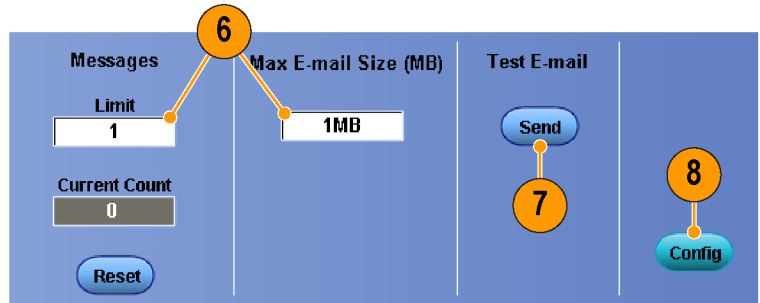 6
Messages
Max E-mail Size (MB)
Test E-mail
Limit
1
1MB
Send
Current Count
0
7
8
Reset
Config